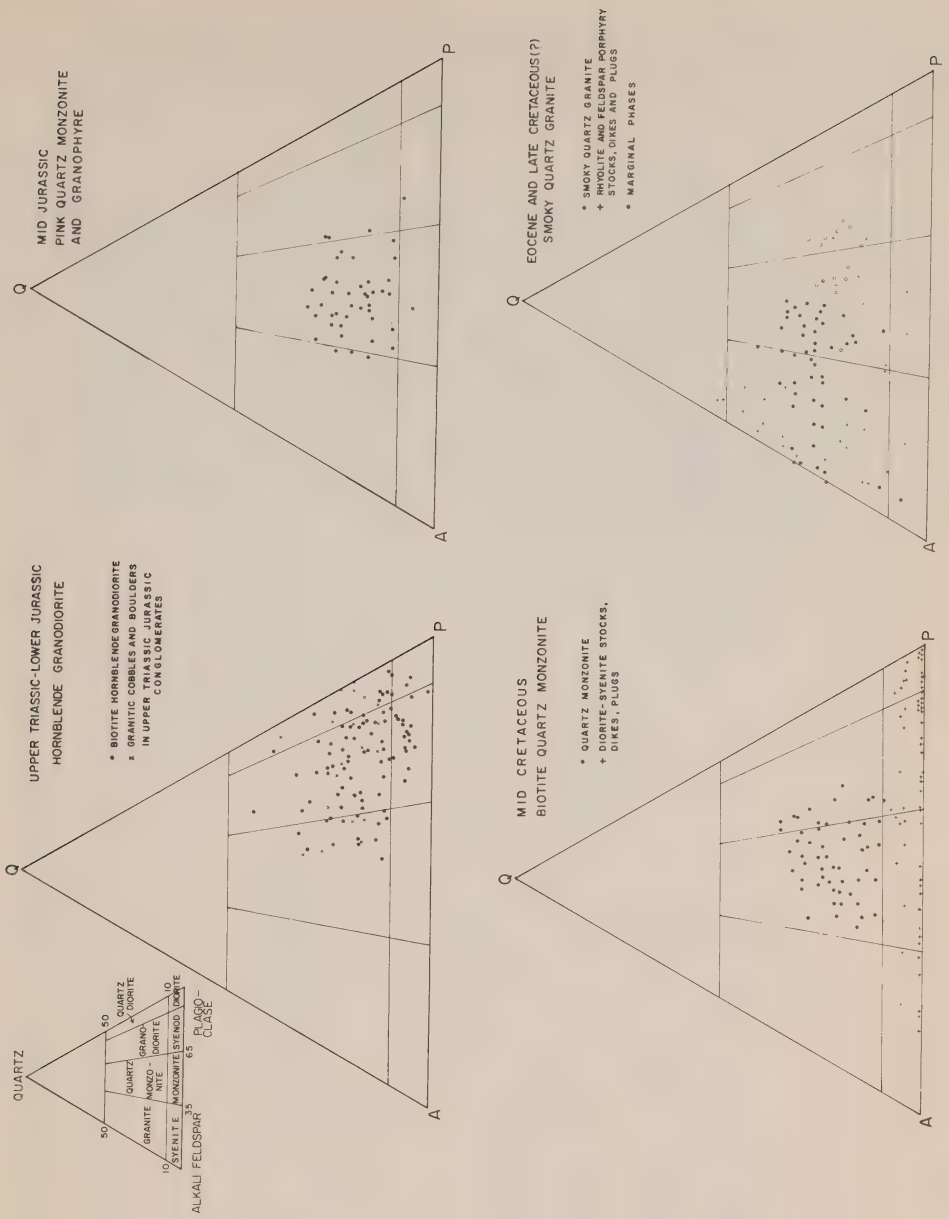 QUARTZ
50
50
QUARTZ
DIORITE
GRANITE
QUARTZ
MONZO-
NITE
GRANO-
DIORITE
10
10
SYENITE
MONZONITE
SYENOD
DIORITE
35
65
ALKALI FELDSPAR
PLAGIO-
CLASE
UPPER TRIASSIC-LOWER JURASSIC
HORNBLENDE GRANODIORITE
• BIOTITE HORNBLENDE GRANODIORITE
x GRANITIC COBBLES AND BOULDERS
IN UPPER TRIASSIC JURASSIC
CONGLOMERATES
Q
A
P
MID JURASSIC
PINK QUARTZ MONZONITE
AND GRANOPHYRE
Q
A
P
MID CRETACEOUS
BIOTITE QUARTZ MONZONITE
• QUARTZ MONZONITE
+ DIORITE-SYENITE STOCKS,
DIKES, PLUGS
Q
A
P
EOCENE AND LATE CRETACEOUS(?)
SMOKY QUARTZ GRANITE
• SMOKY QUARTZ GRANITE
+ RHYOLITE AND FELDSPAR PORPHYRY
STOCKS, DIKES AND PLUGS
• MARGINAL PHASES
Q
A
P